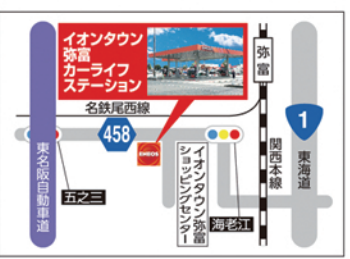 イオンタウン
弥富
カーライフ
ステーション
弥富
名鉄尾西線
458
1
ENEOS
東名阪自動車道
五之三
イオンタウン弥富
ショッピングセンター
海老江
関西本線
東海道